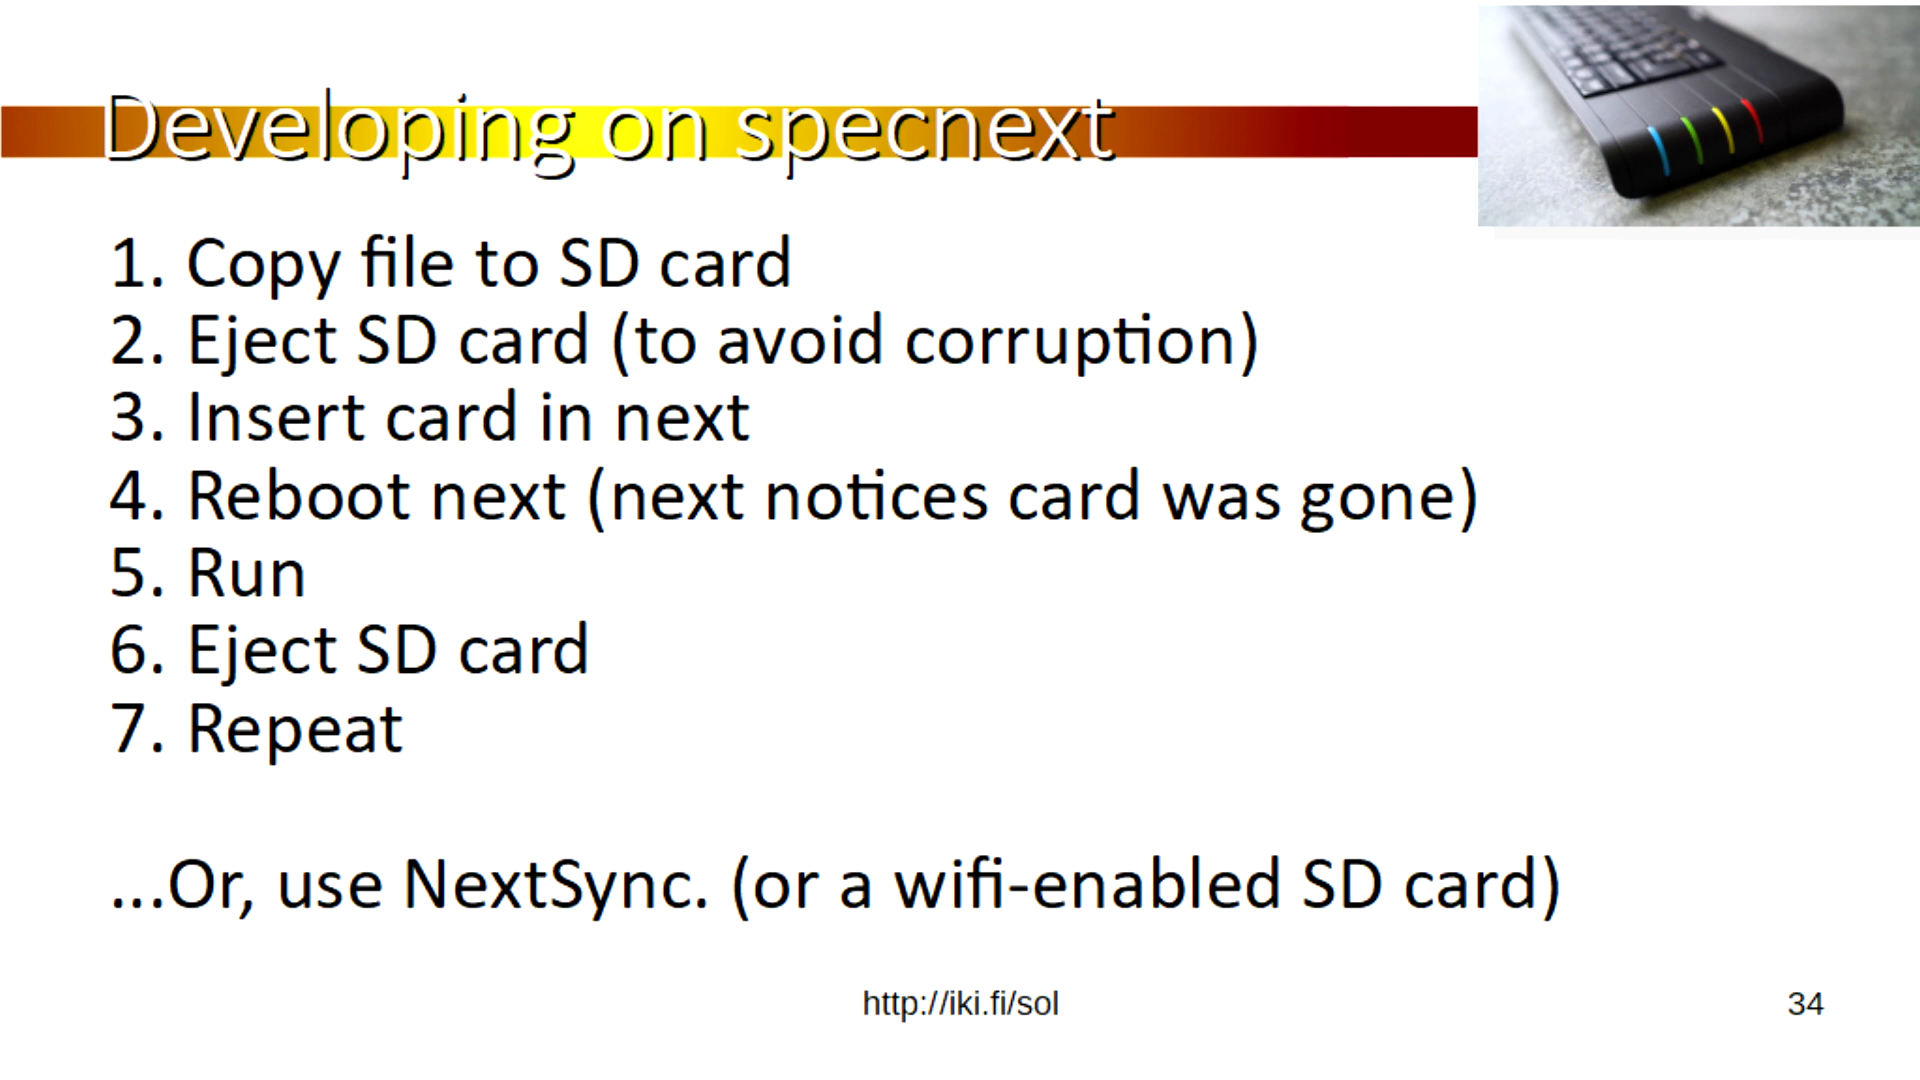 Developing on specnext
1. Copy file to SD card
2. Eject SD card (to avoid corruption)
3. Insert card in next
4. Reboot next (next notices card was gone)
5. Run
6. Eject SD card
7. Repeat
...Or, use NextSync. (or a wifi-enabled SD card)
http://iki.fi/sol
34